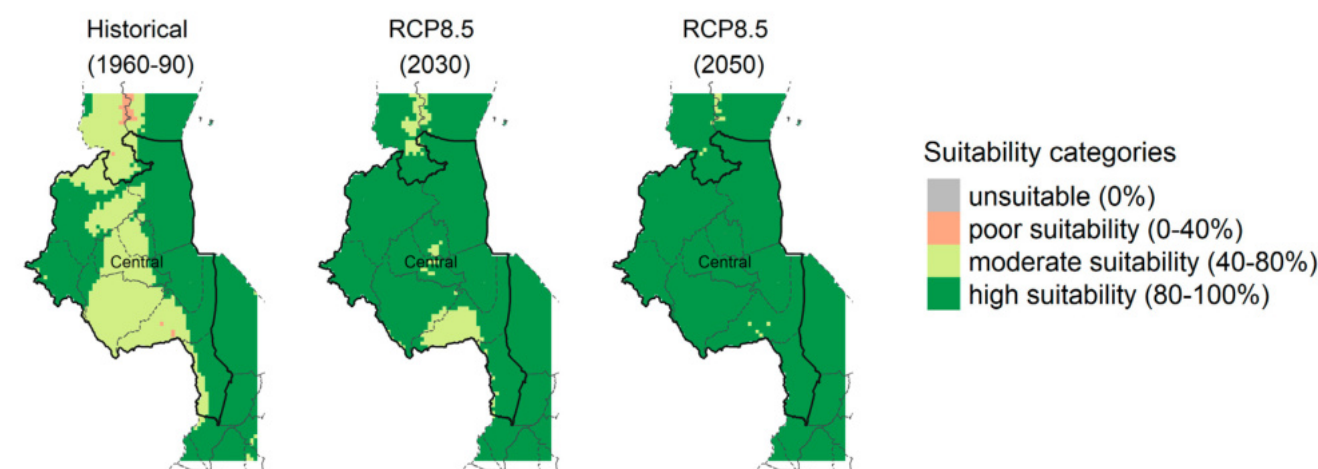 Historical
(1960-90)
RCP8.5
(2030)
RCP8.5
(2050)
Central
Central
Central
Suitability categories
unsuitable (0%)
poor suitability (0-40%)
moderate suitability (40-80%)
high suitability (80-100%)